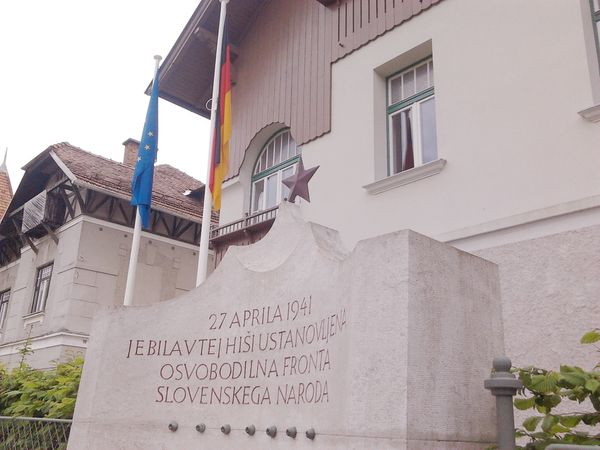 27 APRILA 1941
JE BILA V TEJ HIŠI USTANOVLJENA
OSVOBODILNA FRONTA
SLOVENSKEGA NARODA